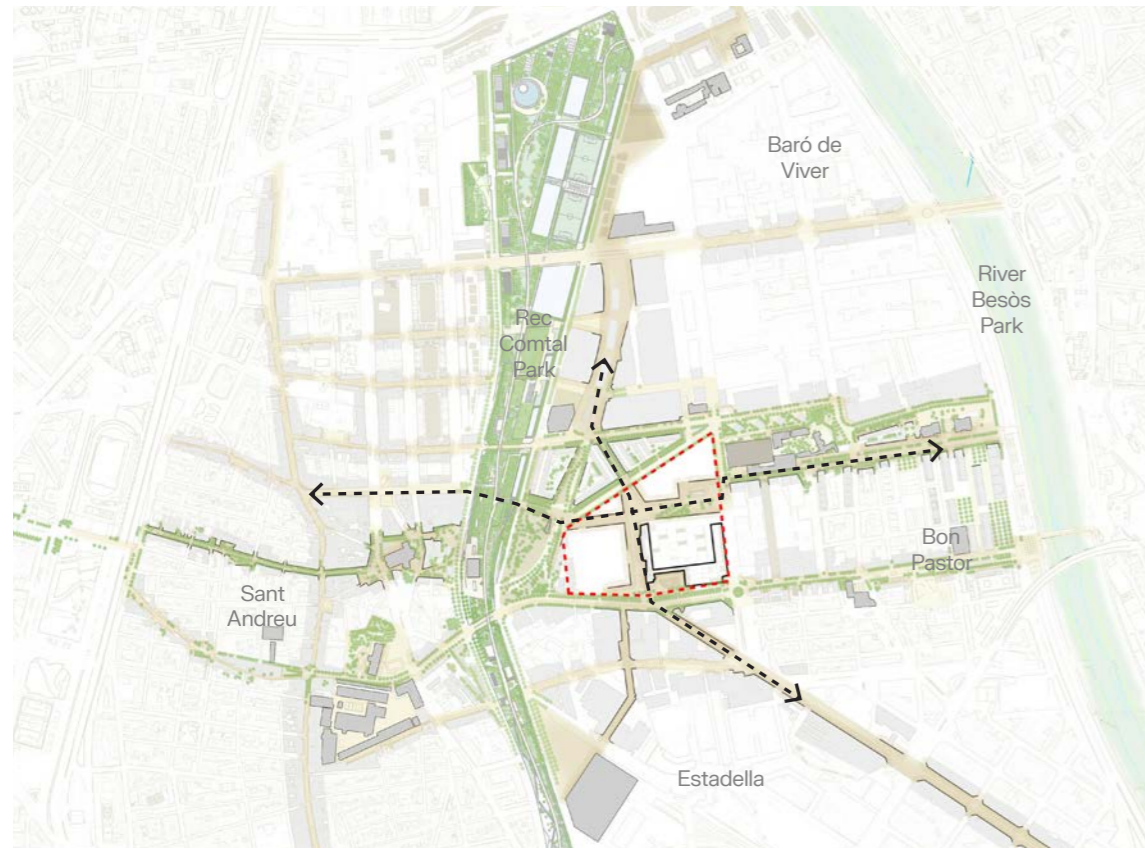 Baró de
Viver
River
Besòs
Park
Rec
Comtal
Park
Bon
Pastor
Sant
Andreu
Estadella